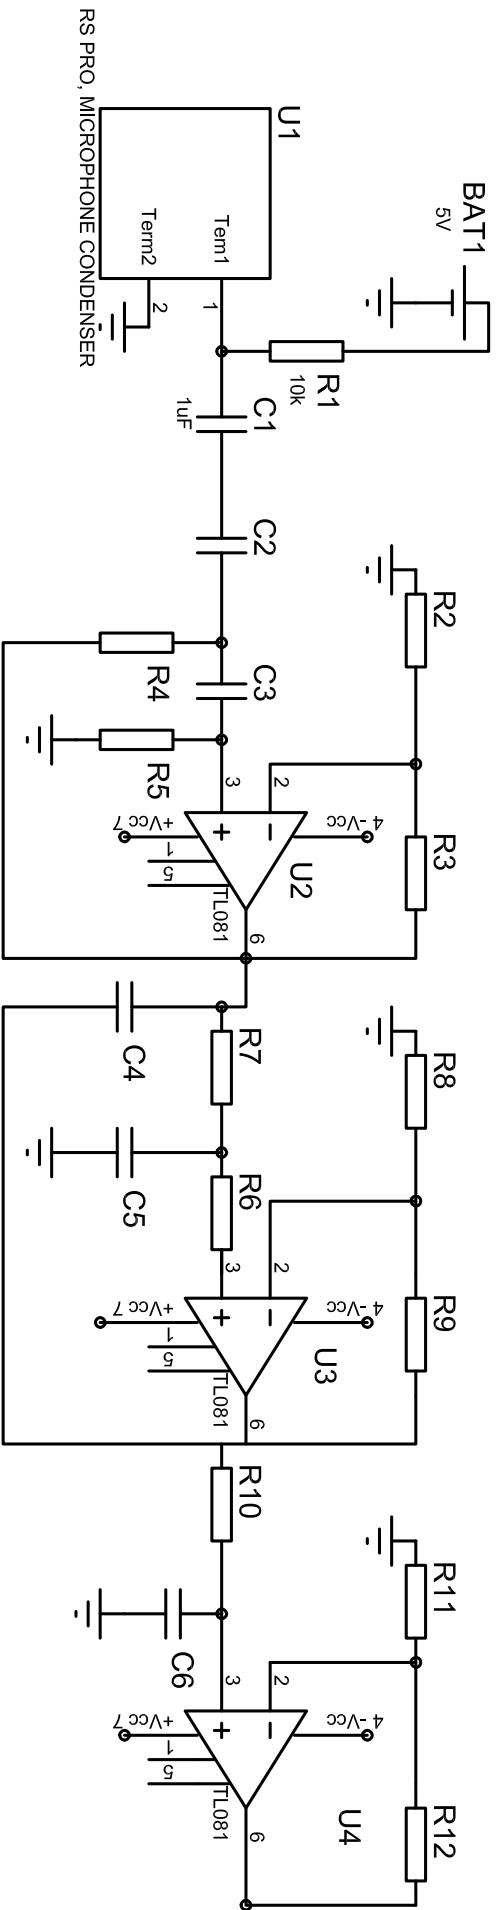 BAT1
5V
U1
Tem1
Term2
1
2
RS PRO, MICROPHONE CONDENSER
R1
10k
C1
1uF
C2
R2
C3
R4
R5
R3
2
3
4 -Vcc
+Vcc 7
1
5
TL081
U2
6
R8
R7
C4
R6
C5
R9
2
3
4 -Vcc
+Vcc 7
1
5
TL081
U3
6
R10
R11
C6
R12
2
3
4 -Vcc
+Vcc 7
1
5
TL081
U4
6